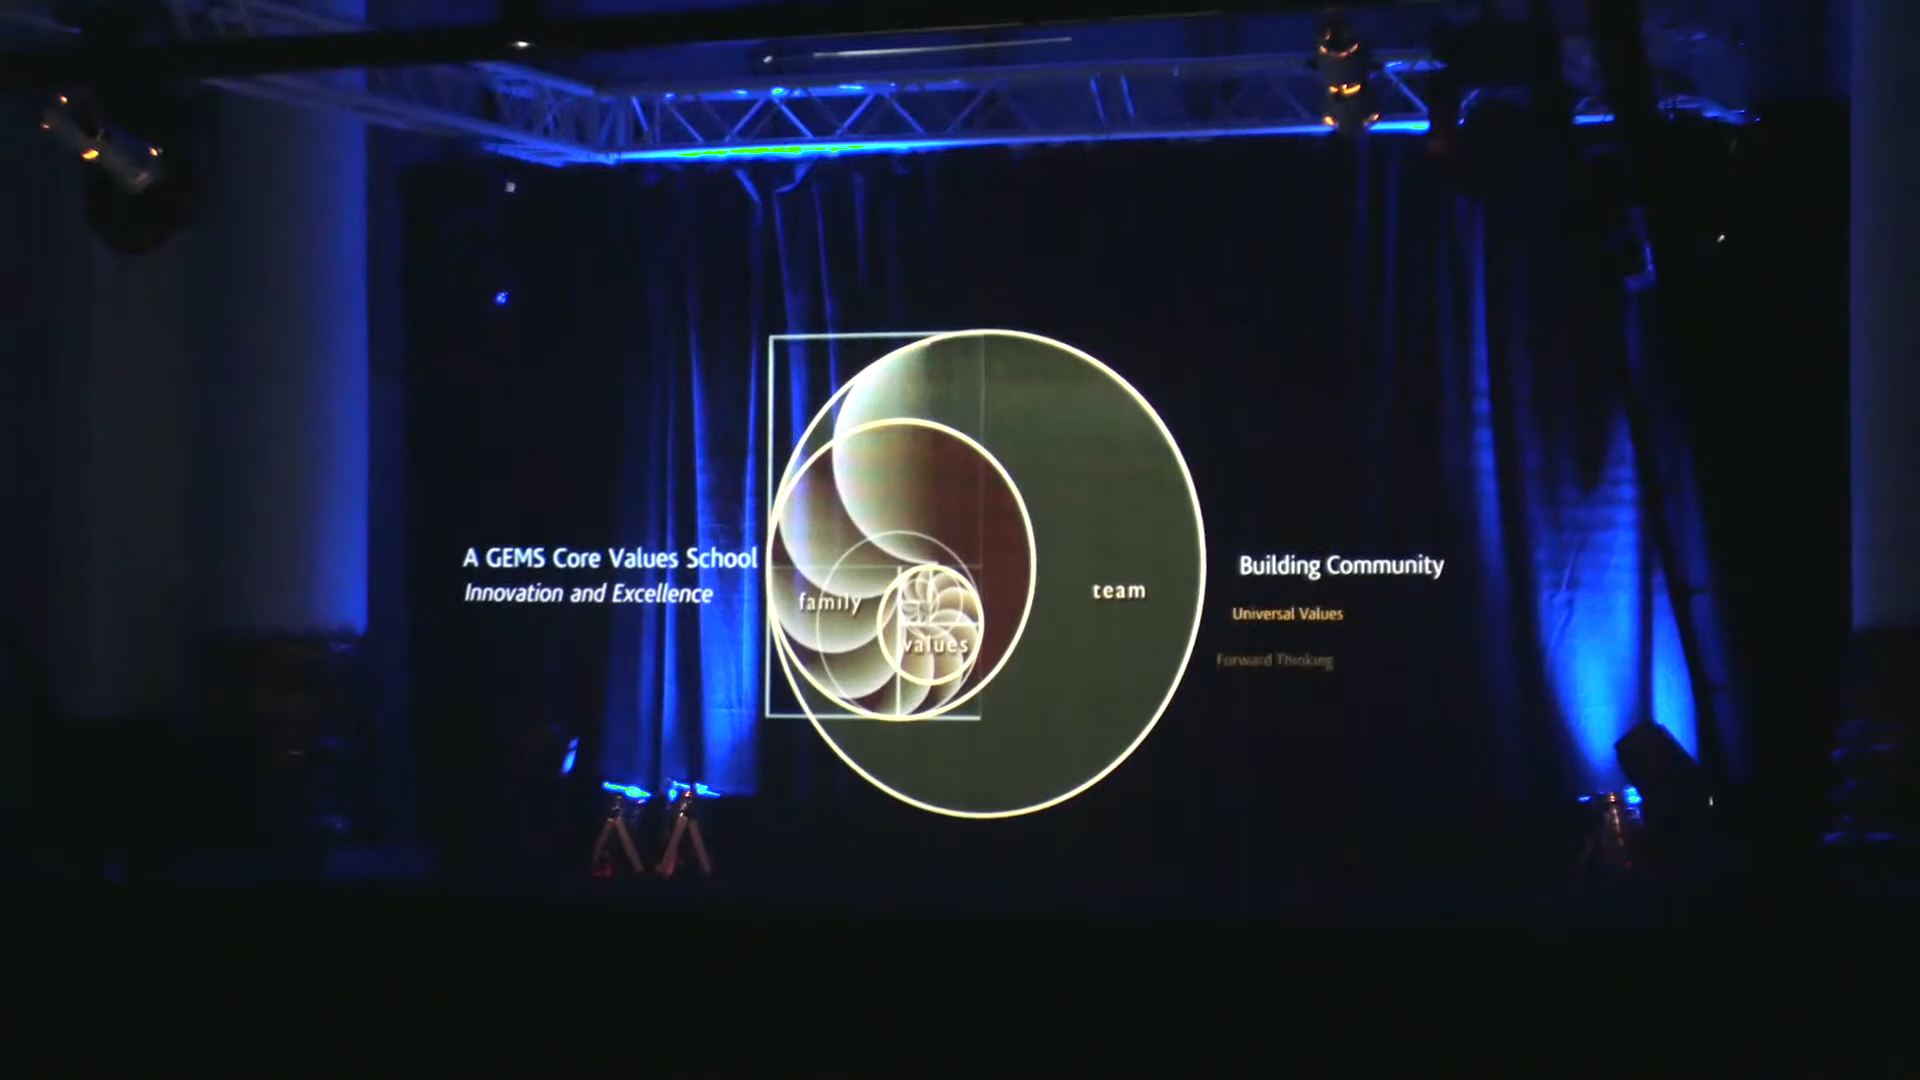 A GEMS Core Values School
Innovation and Excellence
family
values
team
Building Community
Universal Values
Forward Thinking